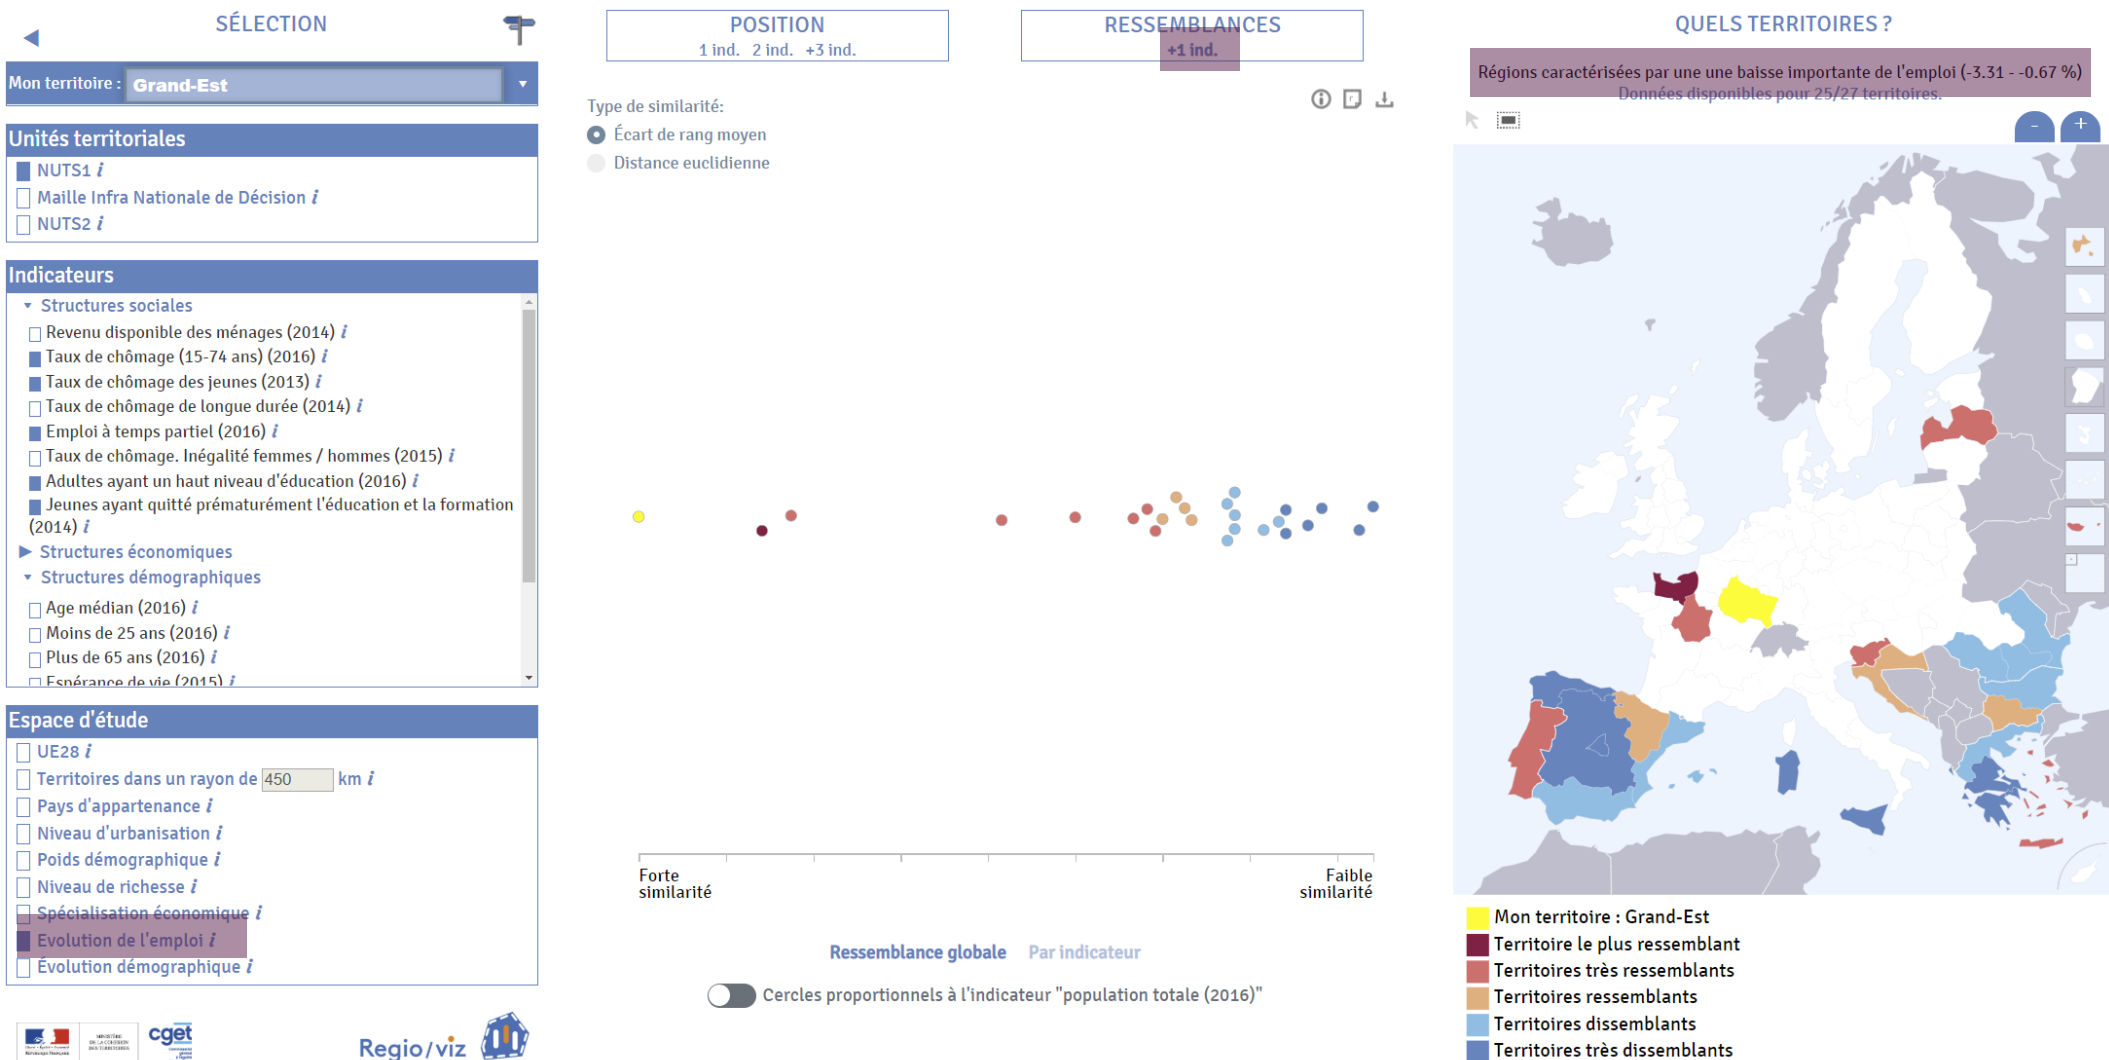 SÉLECTION
Mon territoire :
Grand-Est
Unités territoriales
NUTS1 i
Maille Infra Nationale de Décision i
NUTS2 i
Indicateurs
Structures sociales
Revenu disponible des ménages (2014) i
Taux de chômage (15-74 ans) (2016) i
Taux de chômage des jeunes (2013) i
Taux de chômage de longue durée (2014) i
Emploi à temps partiel (2016) i
Taux de chômage. Inégalité femmes / hommes (2015) i
Adultes ayant un haut niveau d'éducation (2016) i
Jeunes ayant quitté prématurément l'éducation et la formation
(2014) i
Structures économiques
Structures démographiques
Age médian (2016) i
Moins de 25 ans (2016) i
Plus de 65 ans (2016) i
Espérance de vie (2015) i
Espace d'étude
UE28 i
Territoires dans un rayon de 450 km i
Pays d'appartenance i
Niveau d'urbanisation i
Poids démographique i
Niveau de richesse i
Spécialisation économique i
Evolution de l'emploi i
Évolution démographique i
cget
Regio/viz
POSITION
1 ind. 2 ind. +3 ind.
RESSEMBLANCES
+1 ind.
Type de similarité:
Écart de rang moyen
Distance euclidienne
Forte
similarité
Faible
similarité
Ressemblance globale Par indicateur
Cercles proportionnels à l'indicateur "population totale (2016)"
QUELS TERRITOIRES ?
Régions caractérisées par une une baisse importante de l'emploi (-3.31 - -0.67 %)
Données disponibles pour 25/27 territoires.
- +
Mon territoire : Grand-Est
Territoire le plus ressemblant
Territoires très ressemblants
Territoires ressemblants
Territoires dissemblants
Territoires très dissemblants